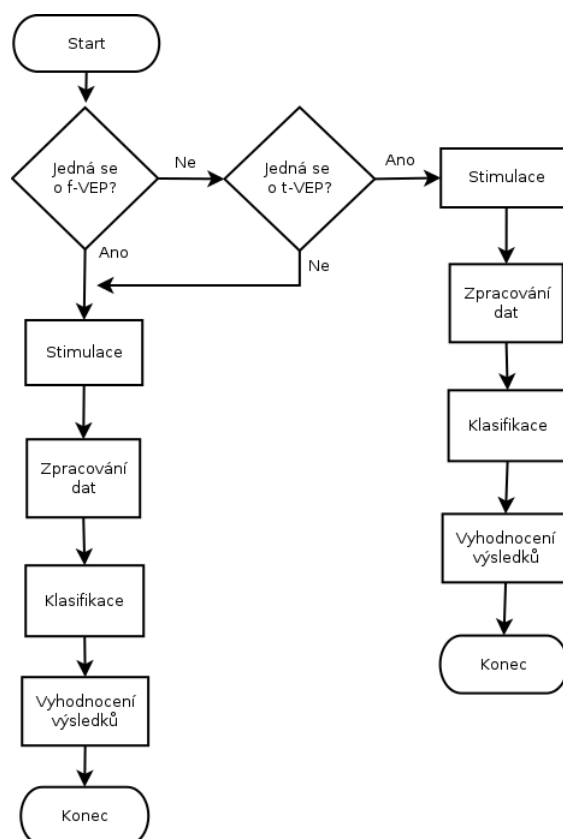 Start
Jedná se
o f-VEP?
Ne
Jedná se
o t-VEP?
Ano
Stimulace
Ano
Ne
Zpracování
dat
Stimulace
Klasifikace
Zpracování
dat
Vyhodnocení
výsledků
Klasifikace
Konec
Vyhodnocení
výsledků
Konec